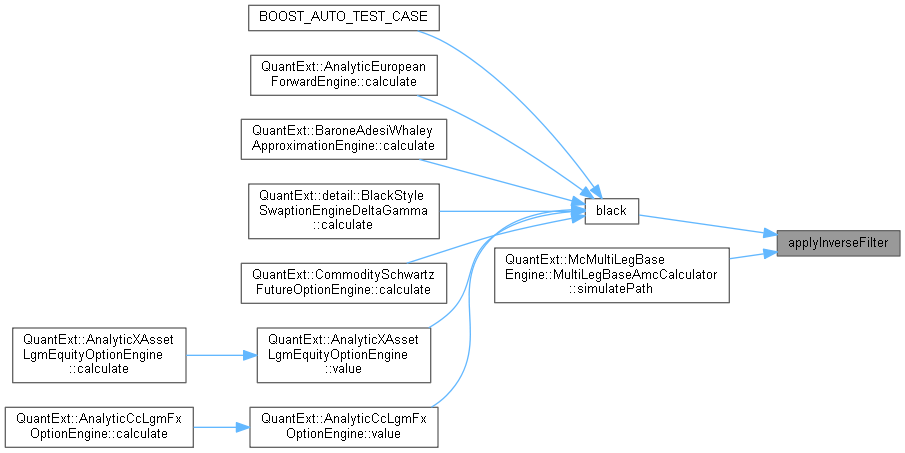 BOOST_AUTO_TEST_CASE
QuantExt::AnalyticEuropean
ForwardEngine::calculate
QuantExt::BaroneAdesiWhaley
ApproximationEngine::calculate
QuantExt::detail::BlackStyle
SwaptionEngineDeltaGamma
::calculate
black
applyInverseFilter
QuantExt::McMultiLegBase
Engine::MultiLegBaseAmcCalculator
::simulatePath
QuantExt::CommoditySchwartz
FutureOptionEngine::calculate
QuantExt::AnalyticXAsset
LgmEquityOptionEngine
::calculate
QuantExt::AnalyticXAsset
LgmEquityOptionEngine
::value
QuantExt::AnalyticCcLgmFx
OptionEngine::calculate
QuantExt::AnalyticCcLgmFx
OptionEngine::value